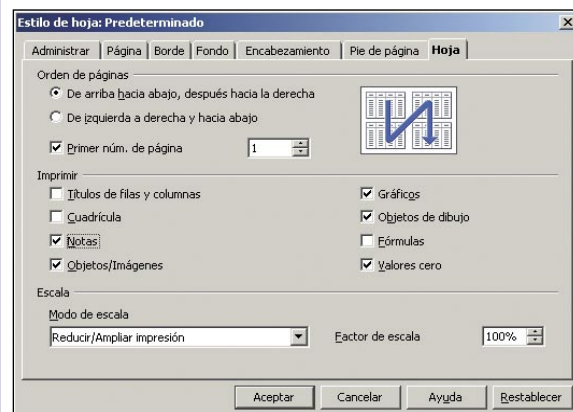 Estilo de hoja: Predeterminado
Administrar Página Borde Fondo Encabezamiento Pie de página Hoja
Orden de páginas
De arriba hacia abajo, después hacia la derecha
De izquierda a derecha y hacia abajo
Primer núm. de página 1
Imprimir
Títulos de filas y columnas Gráficos
Cuadrícula Objetos de dibujo
Notas Fórmulas
Objetos/Imágenes Valores cero
Escala
Modo de escala
Reducir/Ampliar impresión Factor de escala 100%
Aceptar Cancelar Ayuda Restablecer